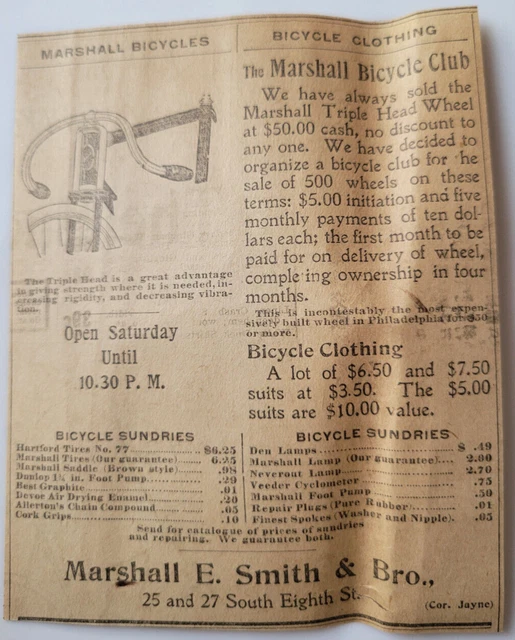 MARSHALL BICYCLES
The Triple Head is a great advantage
in giving strength where it is needed, in-
creasing rigidity, and decreasing vibra-
tion.
Open Saturday
Until
10.30 P. M.
BICYCLE CLOTHING
The Marshall Bicycle Club
We have always sold the
Marshall Triple Head Wheel
at $50.00 cash, no discount to
any one. We have decided to
organize a bicycle club for he
sale of 500 wheels on these
terms: $5.00 initiation and five
monthly payments of ten dol-
lars each; the first month to be
paid for on delivery of wheel,
comple ing ownership in four
months.
This is incontestably the most expen-
sively built wheel in Philadelphia for $50
or more.
Bicycle Clothing
A lot of $6.50 and $7.50
suits at $3.50. The $5.00
suits are $10.00 value.
BICYCLE SUNDRIES
Hartford Tires No. 77 $6.25
Marshall Tires (Our guarantee) 6.25
Marshall Saddle (Brown style) .98
Dunlop 1¼ in. Foot Pump .29
Best Graphite .01
Devoe Air Drying Enamel .20
Allerton's Chain Compound .05
Cork Grips .10
BICYCLE SUNDRIES
Den Lamps $ .49
Marshall Lamp (Our guarantee) 2.00
Neverout Lamp 2.70
Veeder Cyclometer .75
Marshall Foot Pump .50
Repair Plugs (Pure Rubber) .01
Finest Spokes (Washer and Nipple) .05
Send for catalogue of prices of sundries
and repairing. We guarantee both.
Marshall E. Smith & Bro.,
25 and 27 South Eighth St.
(Cor. Jayne)